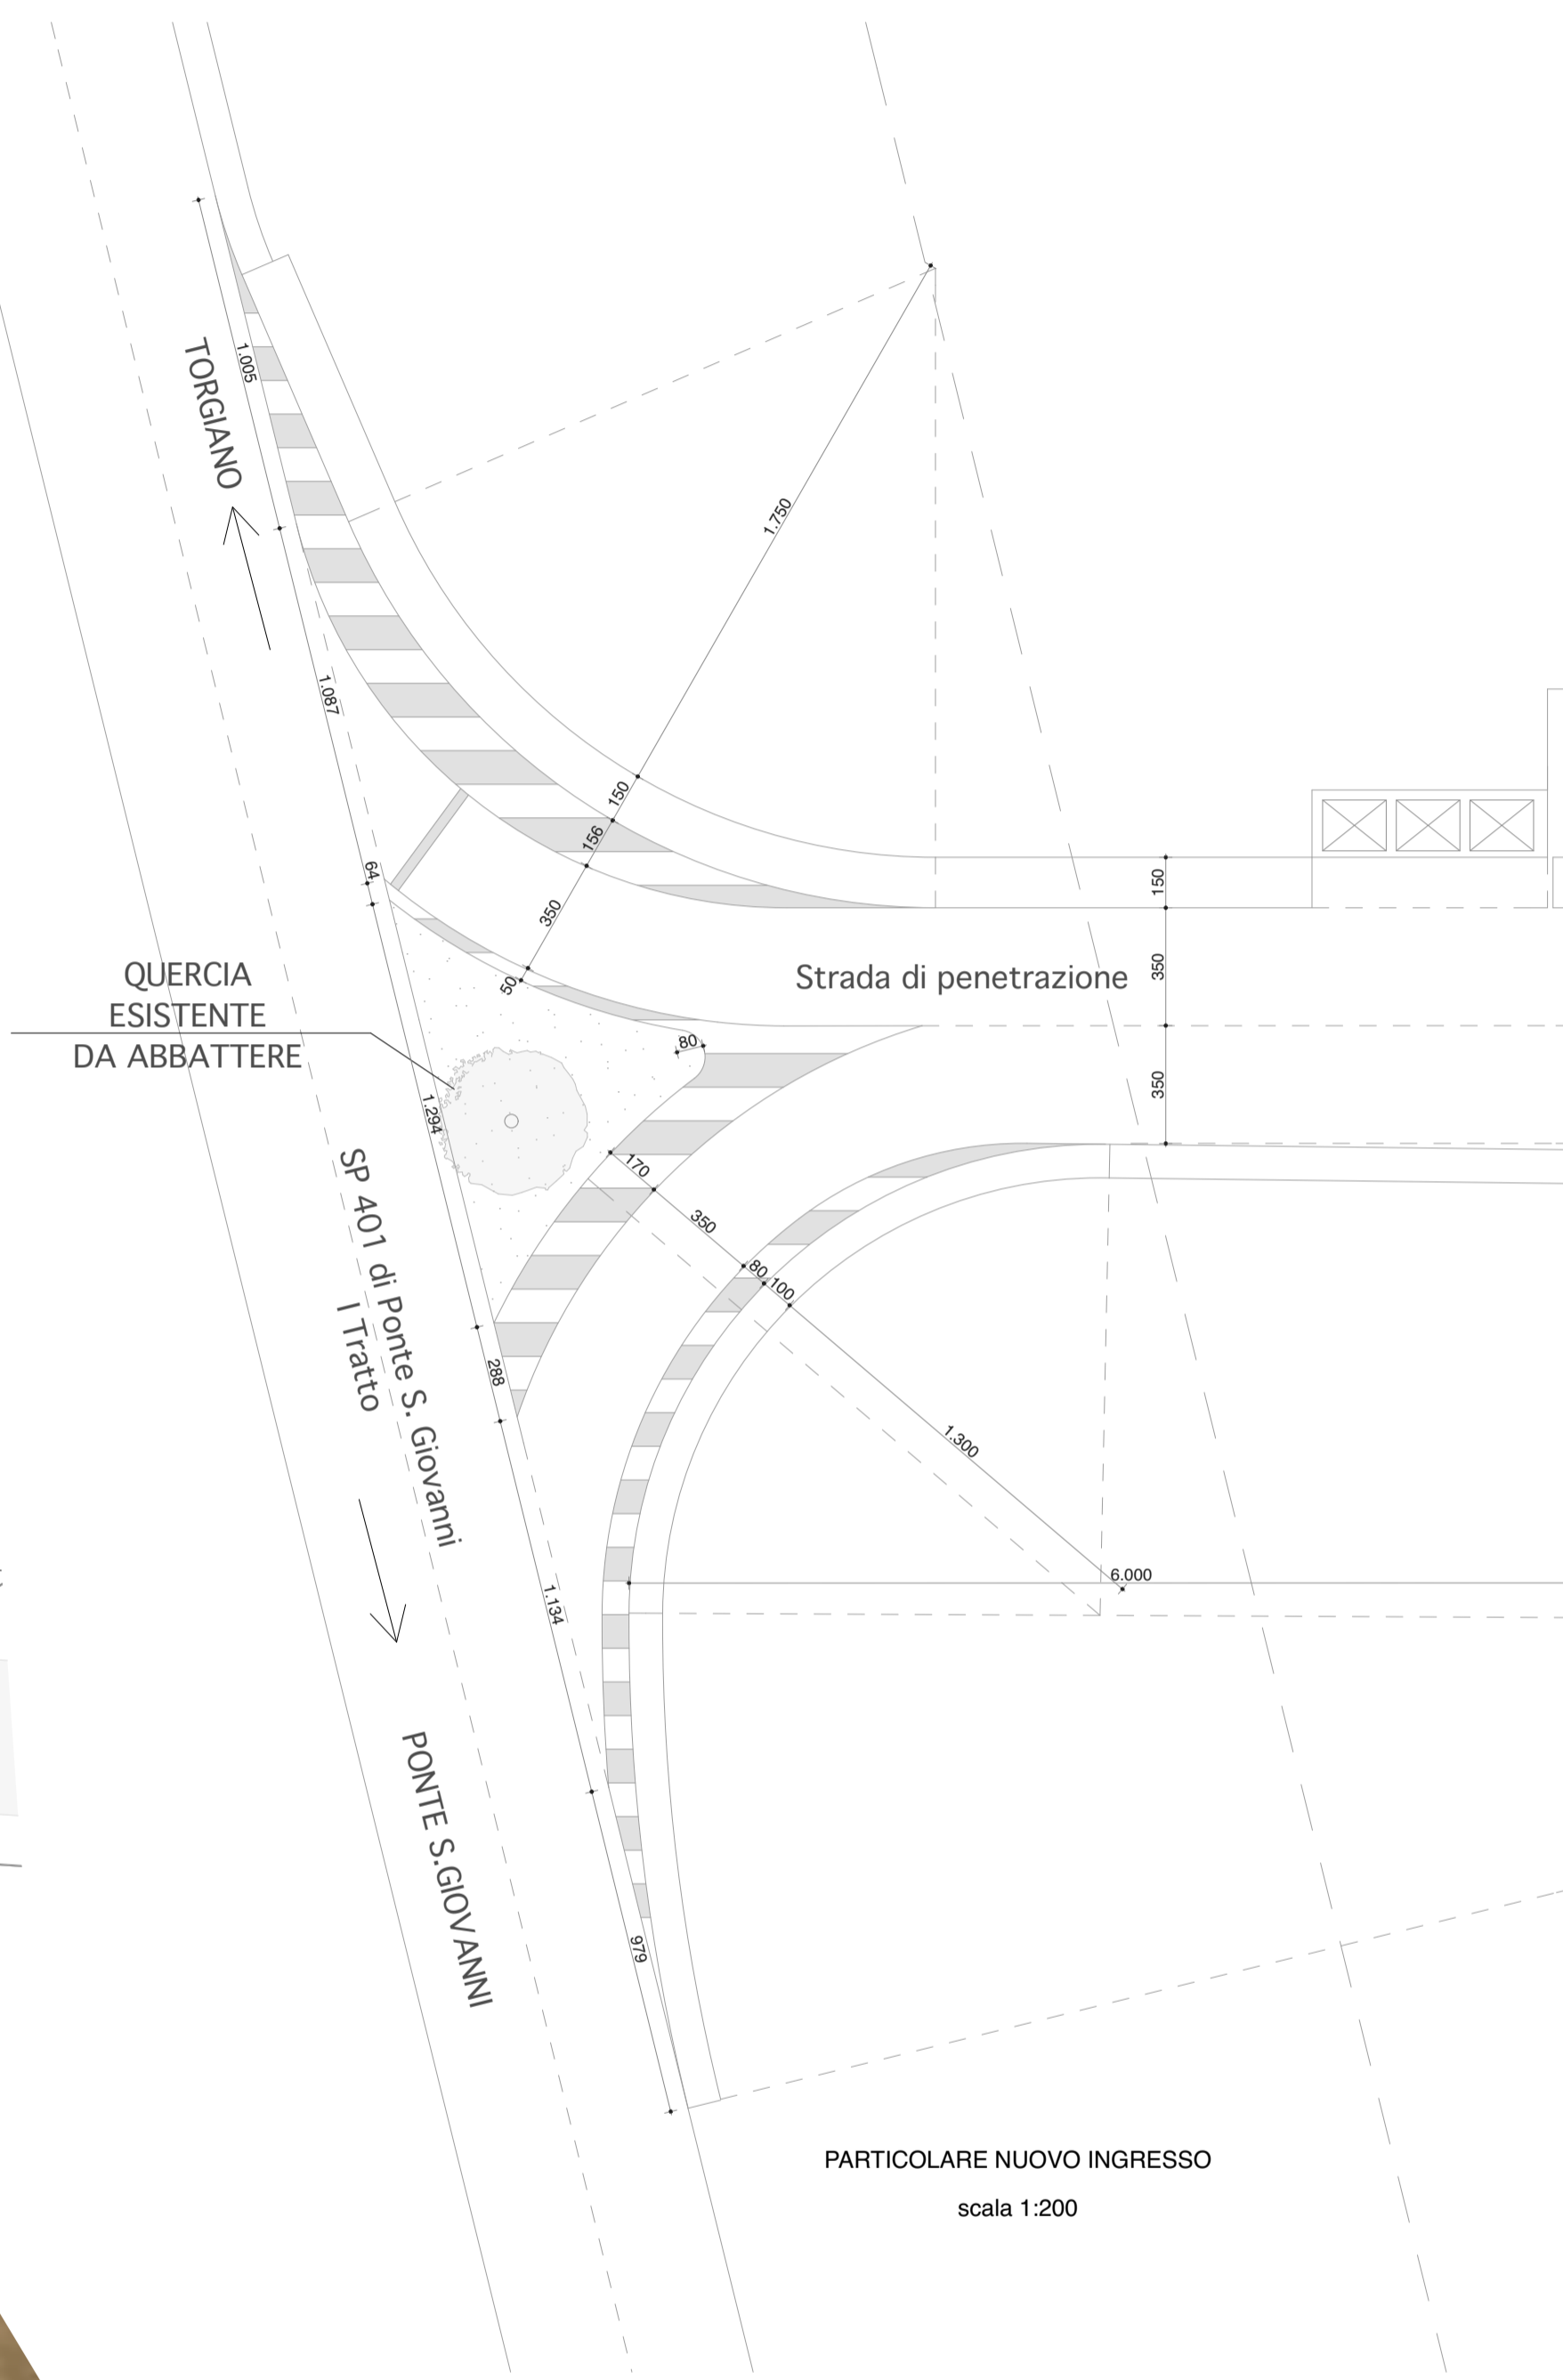 TORGIANO
1.005
1.750
1.087
150
156
350
50
64
150
350
350
Strada di penetrazione
QUERCIA
ESISTENTE
DA ABBATTERE
80
1.294
170
350
80
100
SP 401 di Ponte S. Giovanni
I Tratto
288
1.300
6.000
1.134
PONTE S.GIOVANNI
979
PARTICOLARE NUOVO INGRESSO
scala 1:200